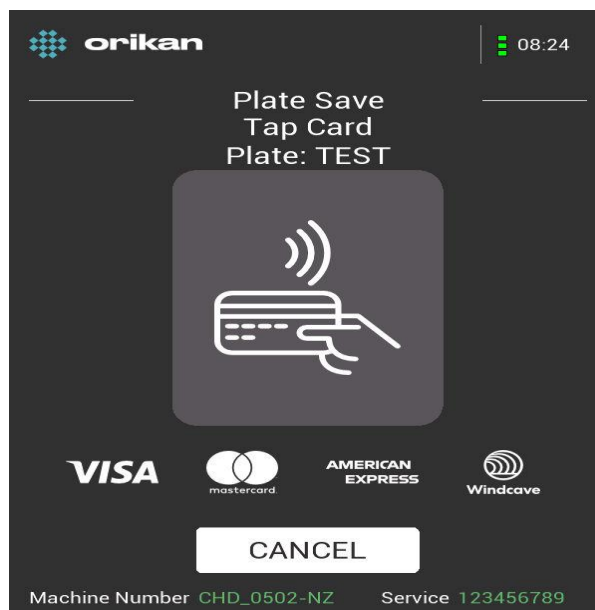 orikan
08:24
Plate Save
Tap Card
Plate: TEST
VISA
mastercard.
AMERICAN
EXPRESS
Windcave
CANCEL
Machine Number CHD_0502-NZ Service 123456789